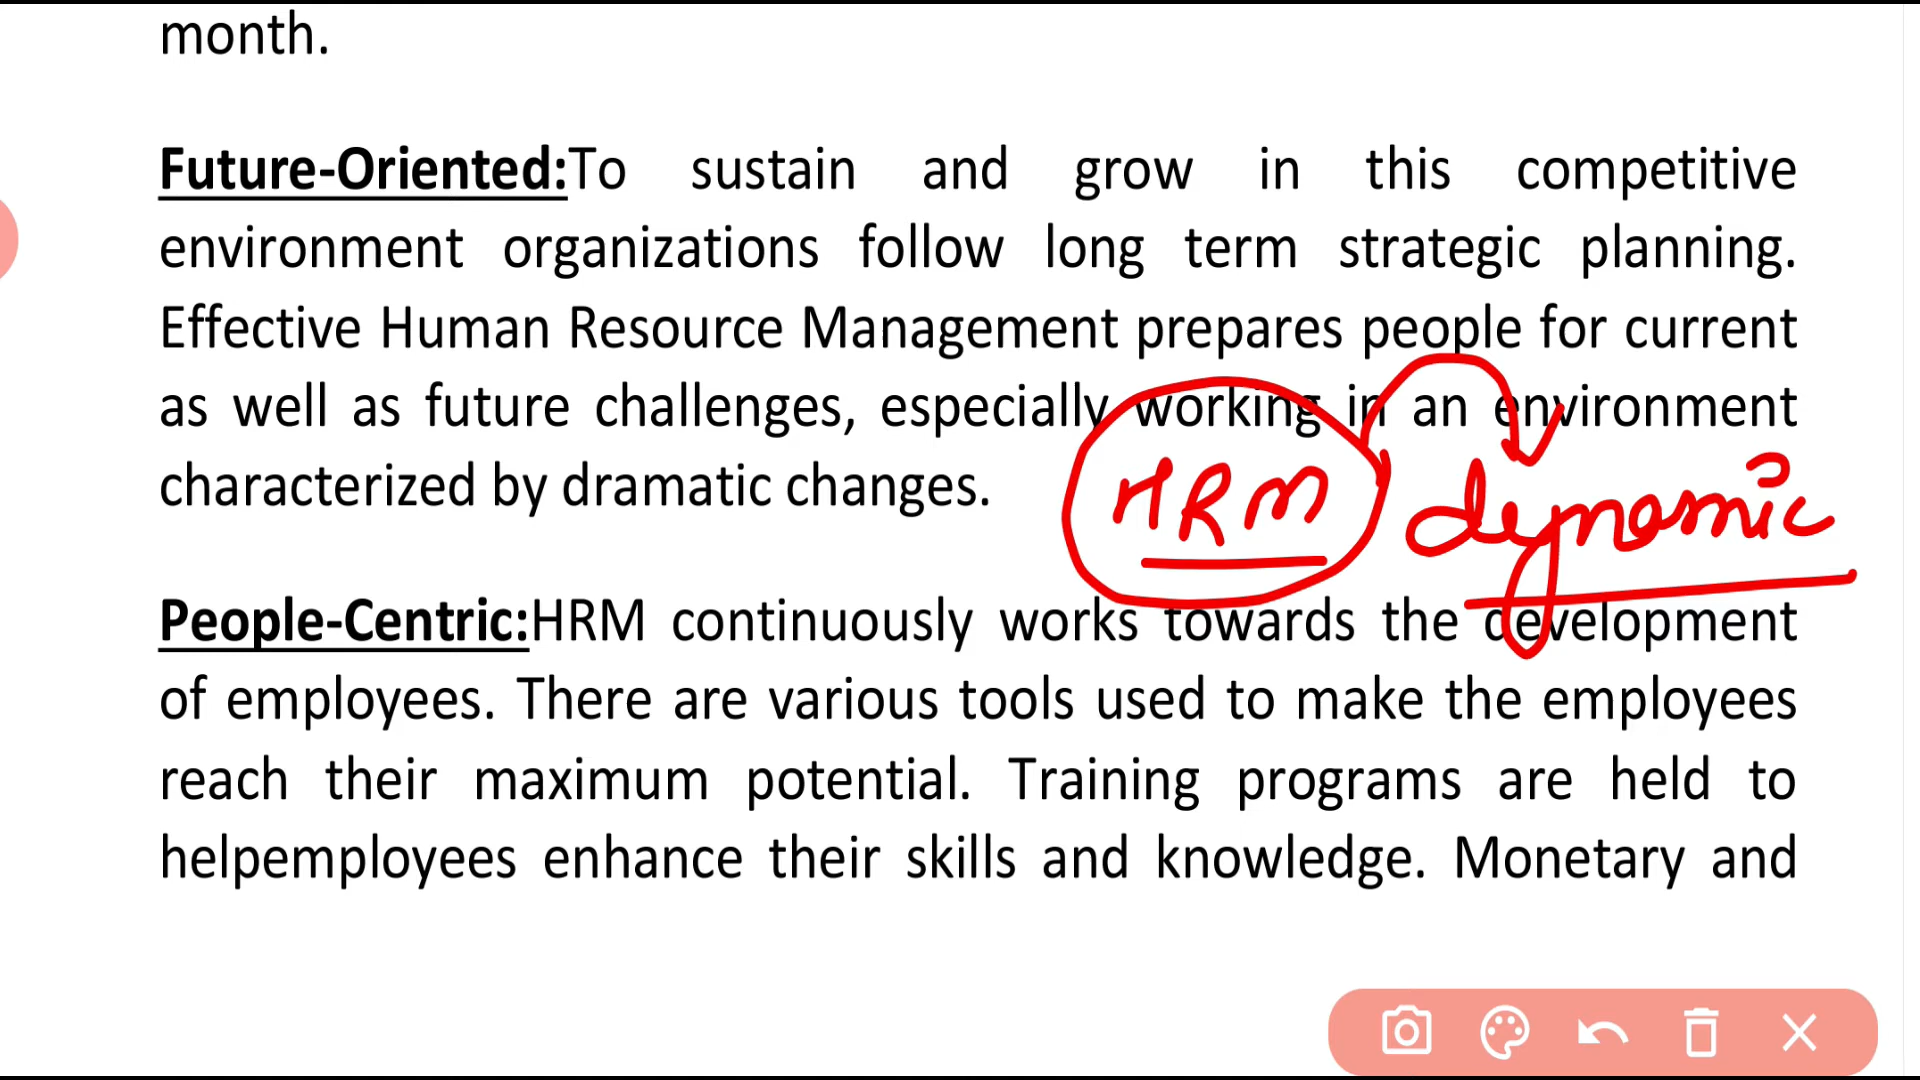 month.
Future-Oriented:To sustain and grow in this competitive
environment organizations follow long term strategic planning.
Effective Human Resource Management prepares people for current
as well as future challenges, especially working in an environment
characterized by dramatic changes.
HRM dynamic
People-Centric:HRM continuously works towards the development
of employees. There are various tools used to make the employees
reach their maximum potential. Training programs are held to
helpemployees enhance their skills and knowledge. Monetary and